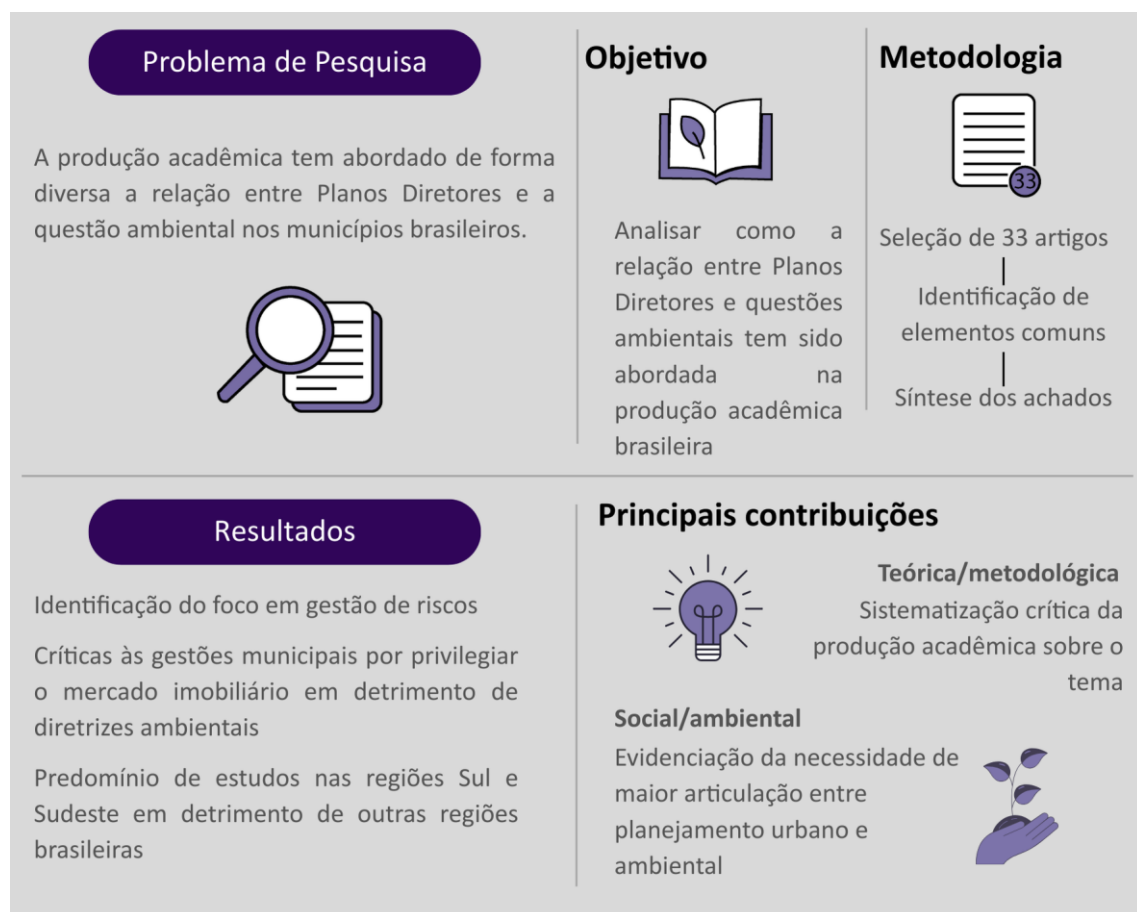 Problema de Pesquisa
A produção acadêmica tem abordado de forma
diversa a relação entre Planos Diretores e a
questão ambiental nos municípios brasileiros.
Objetivo
Analisar como a
relação entre Planos
Diretores e questões
ambientais tem sido
abordada na
produção acadêmica
brasileira
Metodologia
33
Seleção de 33 artigos
Identificação de
elementos comuns
Síntese dos achados
Resultados
Identificação do foco em gestão de riscos
Críticas às gestões municipais por privilegiar
o mercado imobiliário em detrimento de
diretrizes ambientais
Predomínio de estudos nas regiões Sul e
Sudeste em detrimento de outras regiões
brasileiras
Principais contribuições
Teórica/metodológica
Sistematização crítica da
produção acadêmica sobre o
tema
Social/ambiental
Evidenciação da necessidade de
maior articulação entre
planejamento urbano e
ambiental